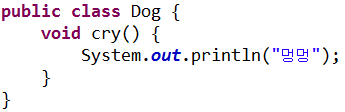 public class Dog {
    void cry() {
        System.out.println("멍멍");
    }
}